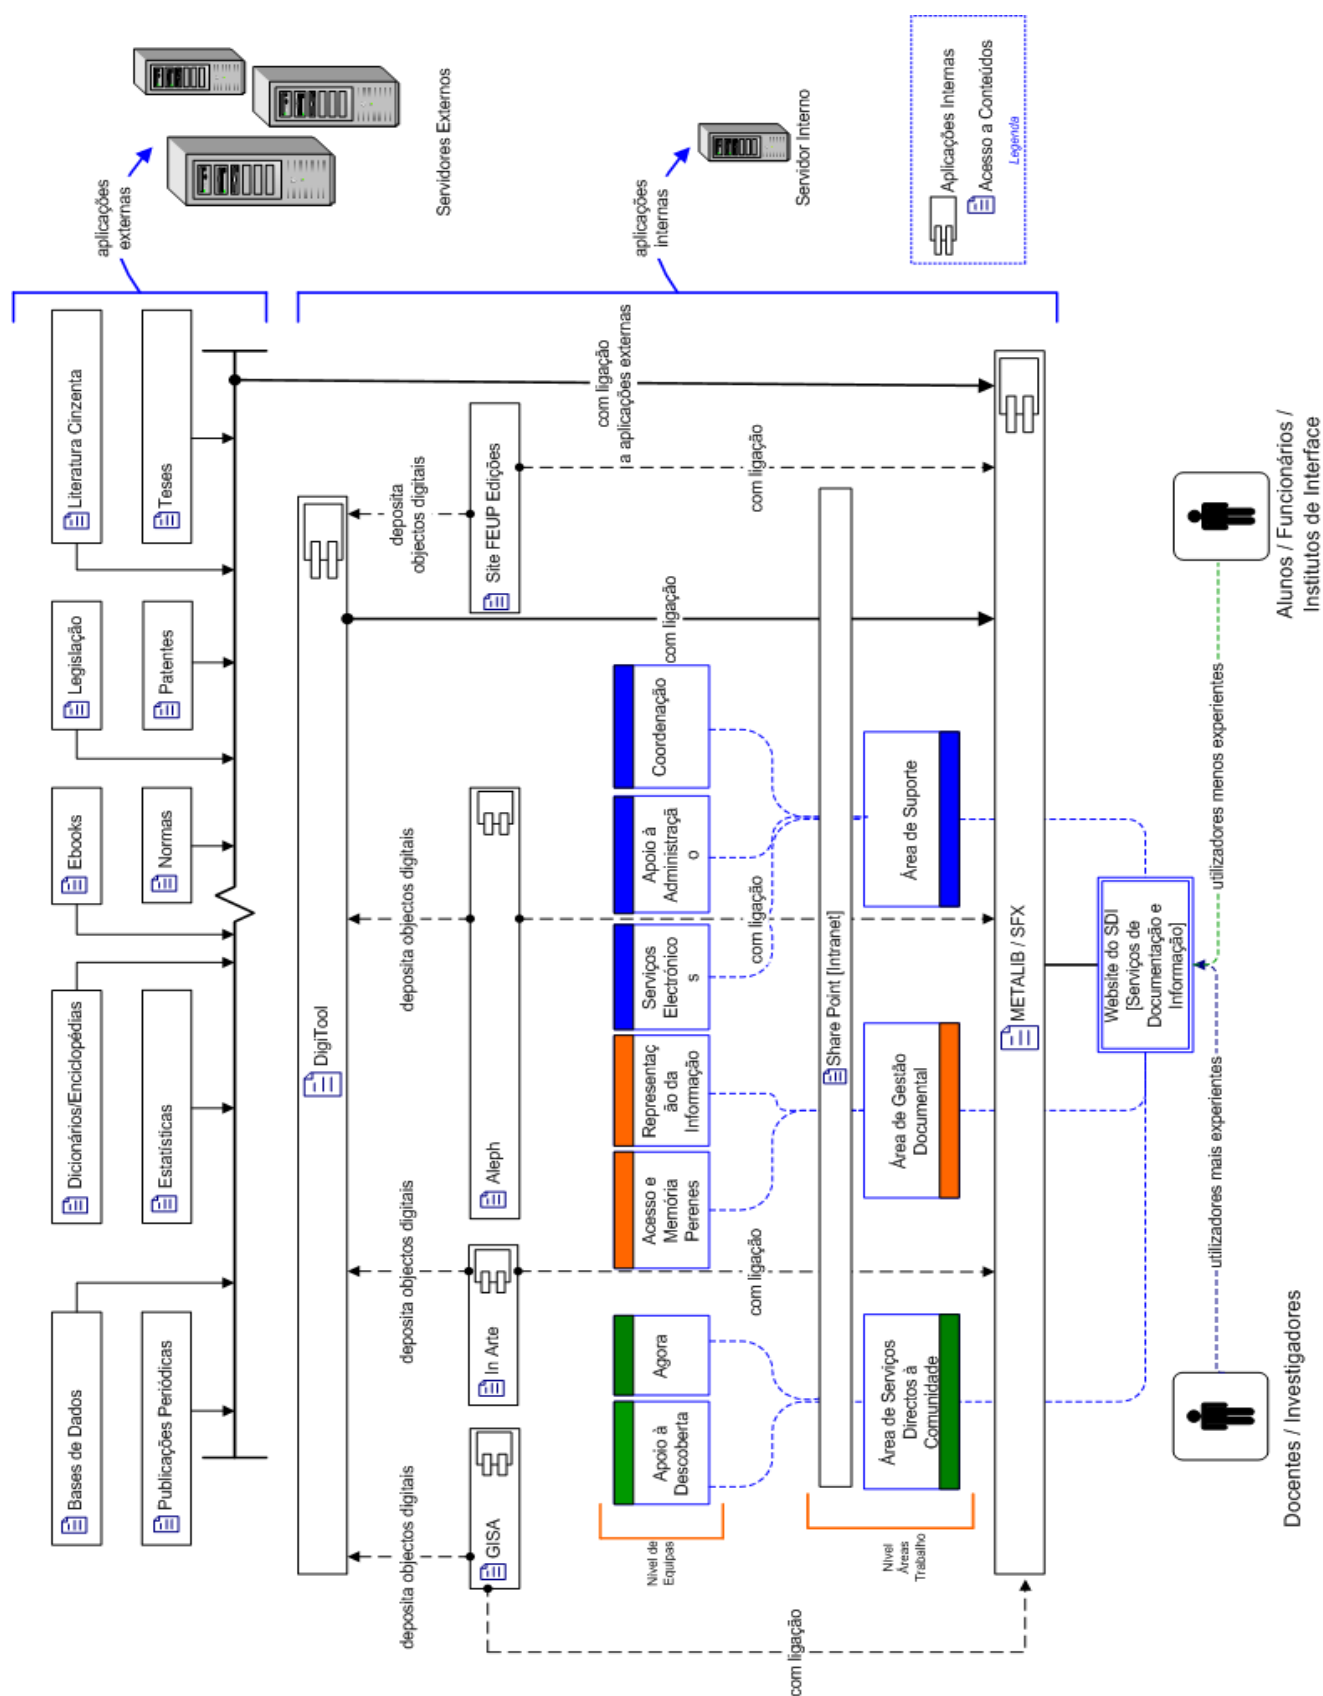 Bases de Dados
Dicionários/Enciclopédias
Ebooks
Legislação
Literatura Cinzenta
Publicações Periódicas
Estatísticas
Normas
Patentes
Teses
aplicações
externas
Servidores Externos
DigiTool
deposita objectos digitais
deposita objectos digitais
deposita objectos digitais
deposita
objectos digitais
GISA
In Arte
Aleph
Site FEUP Edições
com ligação
a aplicações externas
aplicações
internas
Servidor Interno
Nível de
Equipas
Apoio à
Descoberta
Agora
Acesso e
Memória
Perenes
Representaç
ão da
Informação
Serviços
Electrónico
s
Apoio à
Administraçã
o
Coordenação
com ligação
com ligação
com ligação
com ligação
com ligação
Share Point [Intranet]
Nível
Áreas
Trabalho
Área de Serviços
Directos à
Comunidade
Área de Gestão
Documental
Área de Suporte
METALIB / SFX
Aplicações Internas
Acesso a Conteúdos
Legenda
Website do SDI
[Serviços de
Documentação e
Informação]
utilizadores mais experientes
utilizadores menos experientes
Docentes / Investigadores
Alunos / Funcionários /
Institutos de Interface